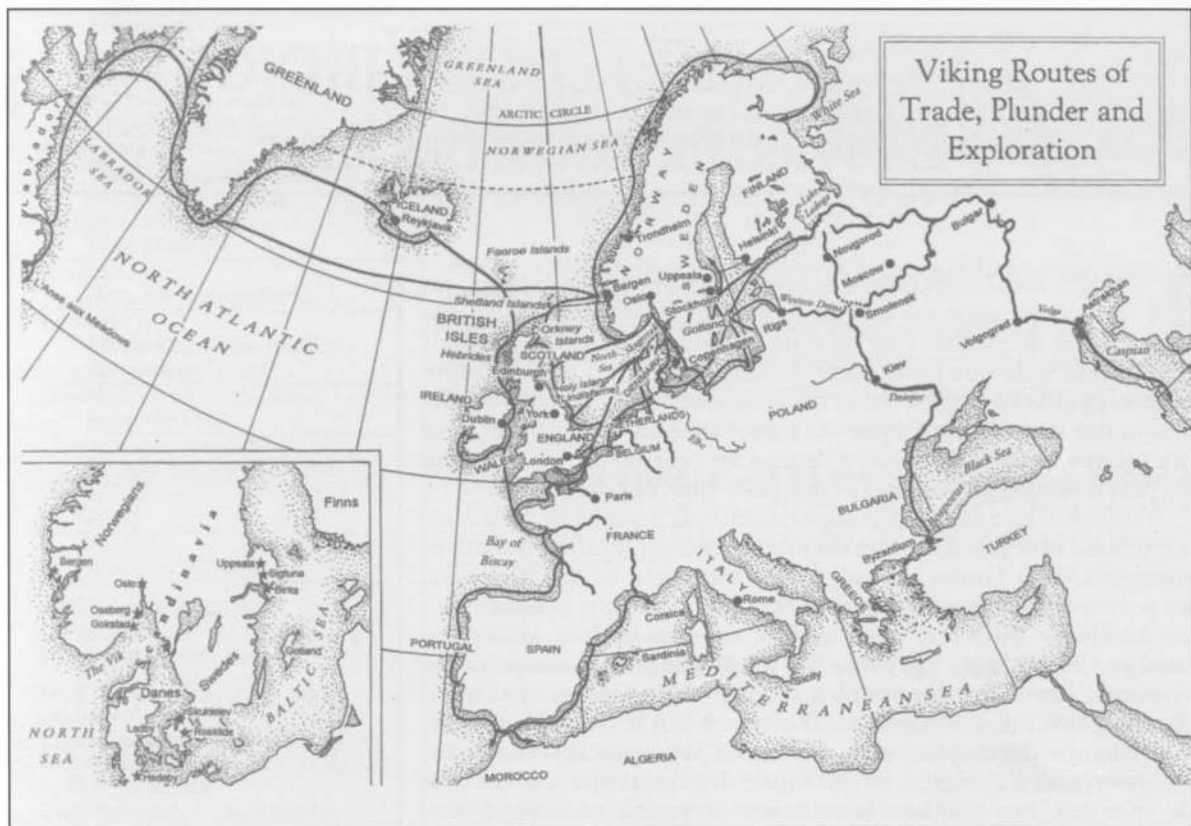 Viking Routes of
Trade, Plunder and
Exploration
GREENLAND
GREENLAND
SEA
ARCTIC CIRCLE
NORWEGIAN SEA
White Sea
Labrador
LABRADOR
SEA
ICELAND
Reykjavik
Faeroe Islands
Shetland Islands
NORWAY
SWEDEN
FINLAND
Lake
Ladoga
Trondheim
Helsinki
Bergen
Uppsala
Oslo
Stockholm
Gotland
Novgorod
Bulgar
Moscow
Smolensk
Riga
Western Dvina
Volgograd
Volga
Astrakhan
Caspian
L'Anse aux Meadows
NORTH ATLANTIC
OCEAN
BRITISH
ISLES
Orkney
Islands
Hebrides
SCOTLAND
Edinburgh
North
Sea
Holy Island
(Lindisfarne)
DENMARK
Copenhagen
IRELAND
Dublin
York
ENGLAND
WALES
London
NETHERLANDS
BELGIUM
Elbe
POLAND
Kiev
Dnieper
Paris
FRANCE
Bay of
Biscay
Black Sea
BULGARIA
Bosporus
Byzantium
TURKEY
GREECE
ITALY
Rome
Corsica
Sardinia
Sicily
PORTUGAL
SPAIN
MEDITERRANEAN SEA
MOROCCO
ALGERIA
Norwegians
Finns
Scandinavia
Bergen
Oslo
Oseberg
Gokstad
Uppsala
Sigtuna
Birka
The Vik
Swedes
Gotland
BALTIC SEA
Danes
Skuldelev
Roskilde
Hedeby
NORTH
SEA